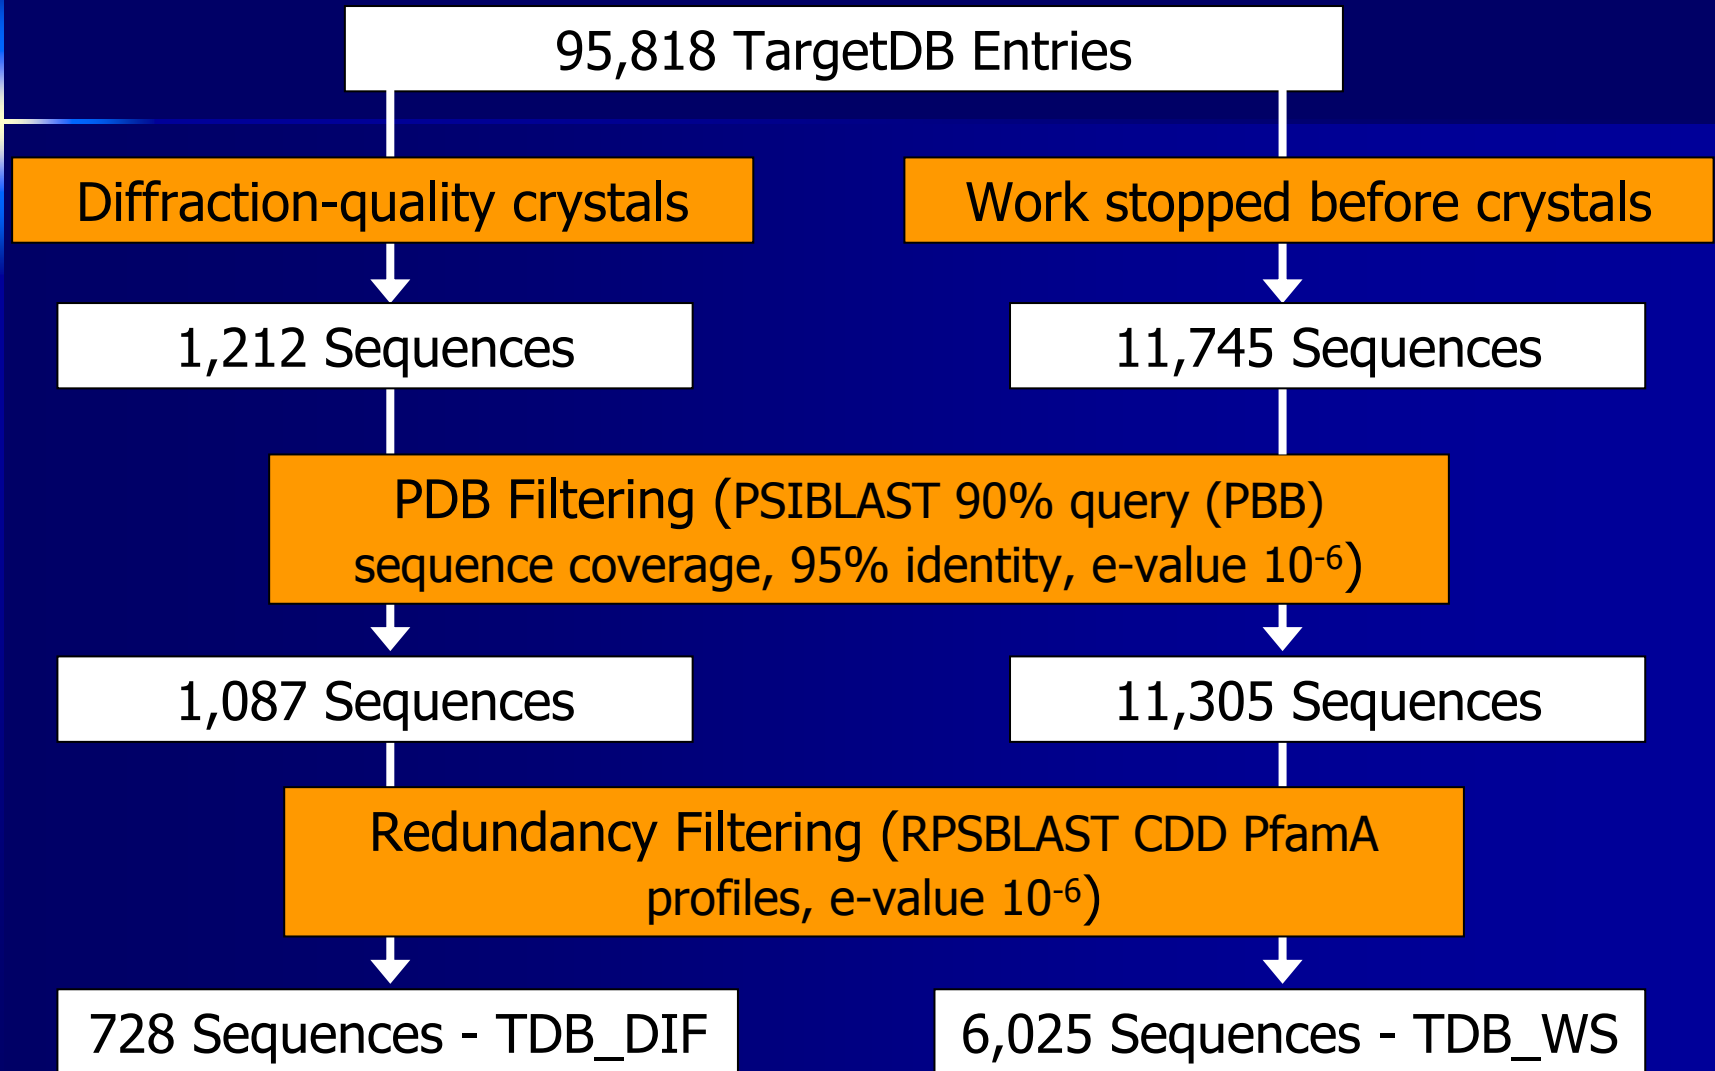 95,818 TargetDB Entries
Diffraction-quality crystals
Work stopped before crystals
1,212 Sequences
11,745 Sequences
PDB Filtering (PSIBLAST 90% query (PBB)
sequence coverage, 95% identity, e-value 10⁻⁶)
1,087 Sequences
11,305 Sequences
Redundancy Filtering (RPSBLAST CDD PfamA
profiles, e-value 10⁻⁶)
728 Sequences - TDB_DIF
6,025 Sequences - TDB_WS